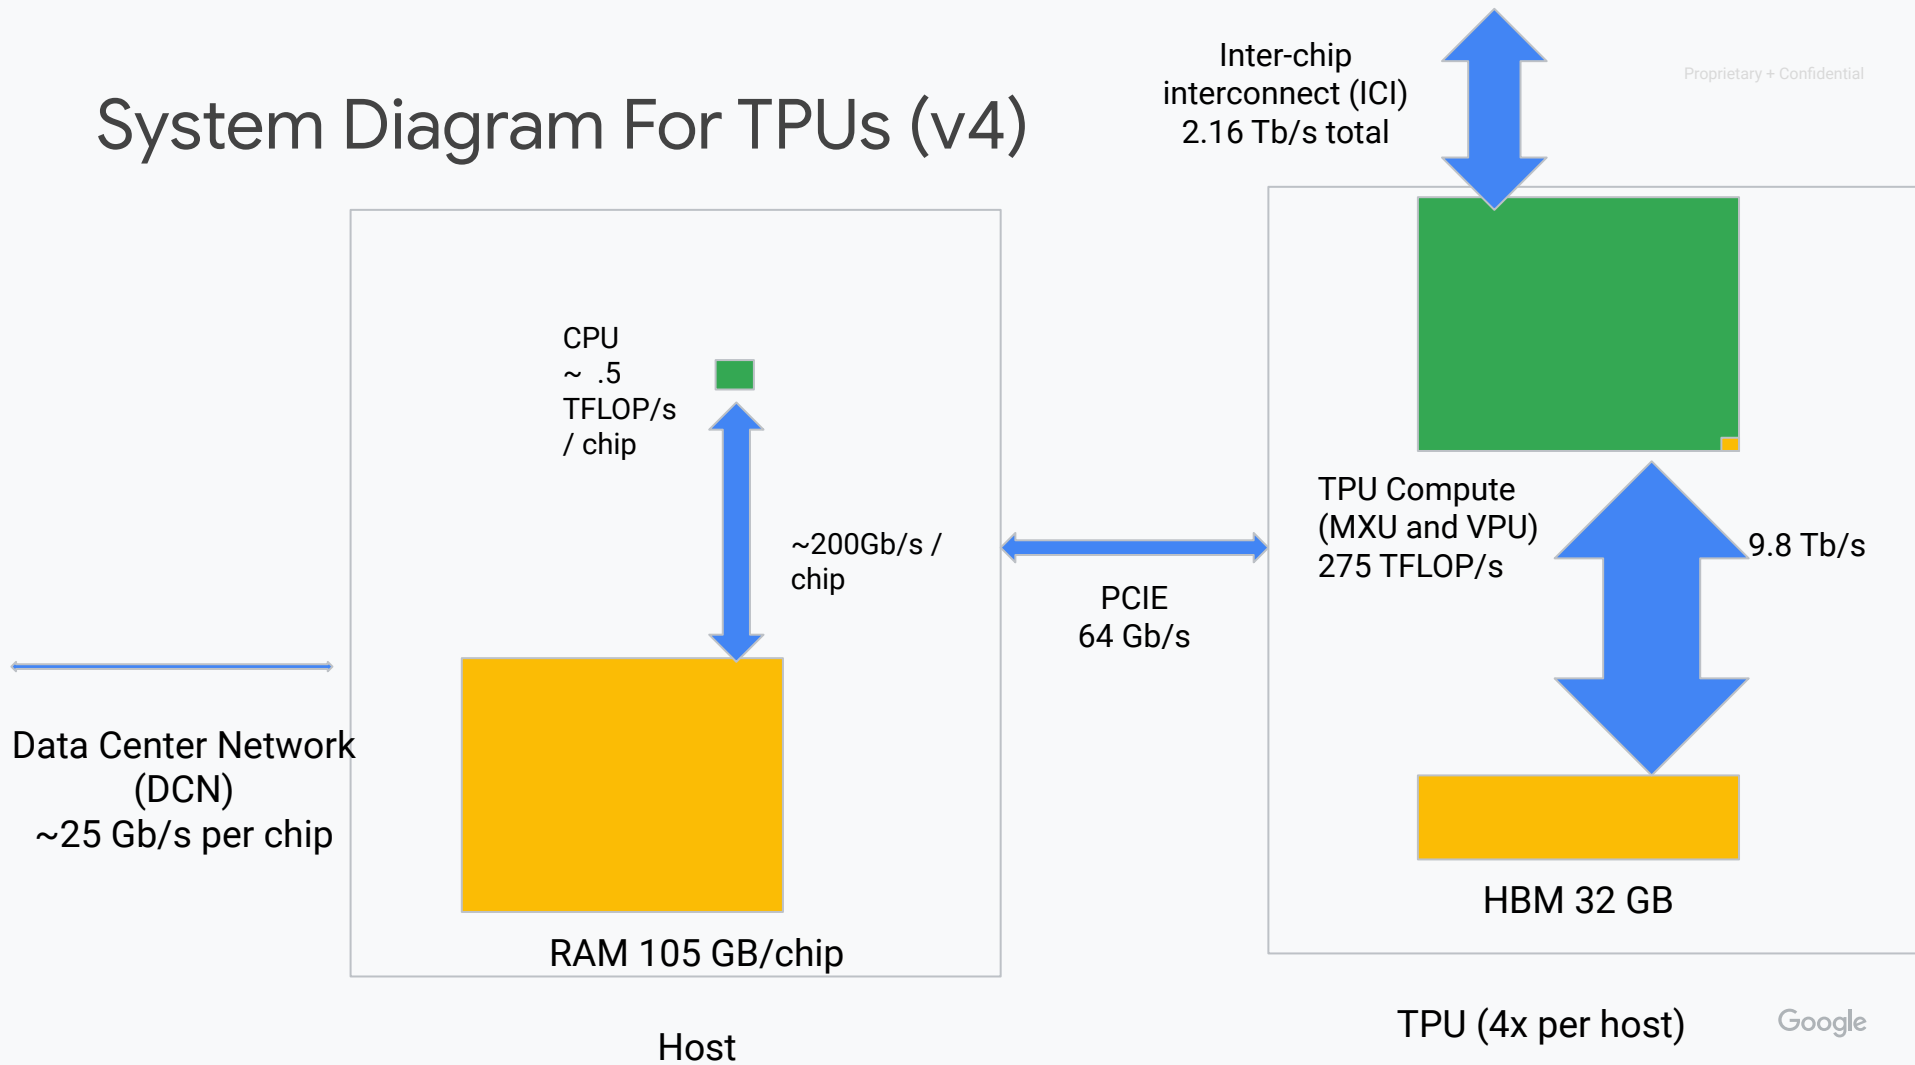 System Diagram For TPUs (v4)
Inter-chip
interconnect (ICI)
2.16 Tb/s total
Proprietary + Confidential
CPU
~ .5
TFLOP/s
/ chip
~200Gb/s /
chip
Data Center Network
(DCN)
~25 Gb/s per chip
RAM 105 GB/chip
Host
PCIE
64 Gb/s
TPU Compute
(MXU and VPU)
275 TFLOP/s
9.8 Tb/s
HBM 32 GB
TPU (4x per host)
Google